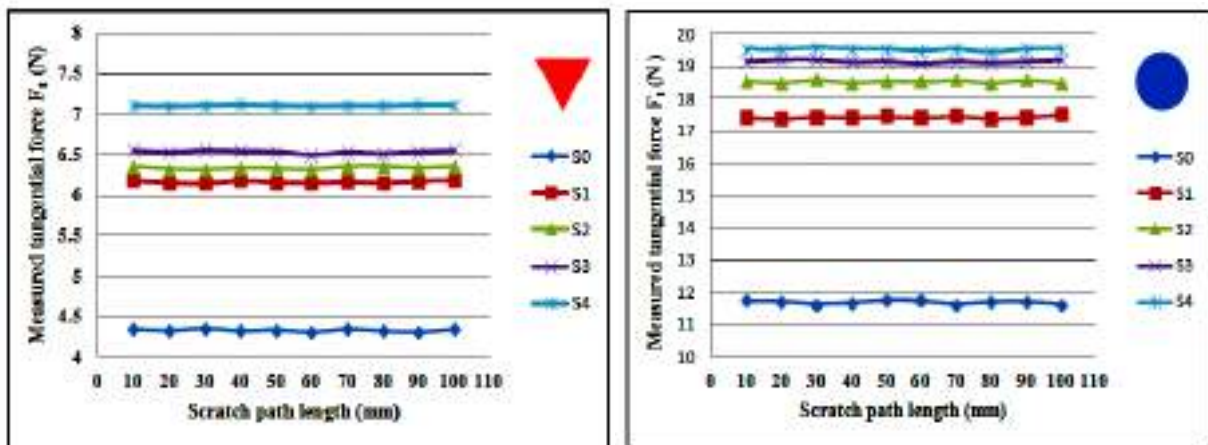 Measured tangential force Ft (N)
8
7.5
7
6.5
6
5.5
5
4.5
4
0 10 20 30 40 50 60 70 80 90 100 110
Scratch path length (mm)
S0
S1
S2
S3
S4
Measured tangential force Ft (N)
20
19
18
17
16
15
14
13
12
11
10
0 10 20 30 40 50 60 70 80 90 100 110
Scratch path length (mm)
S0
S1
S2
S3
S4